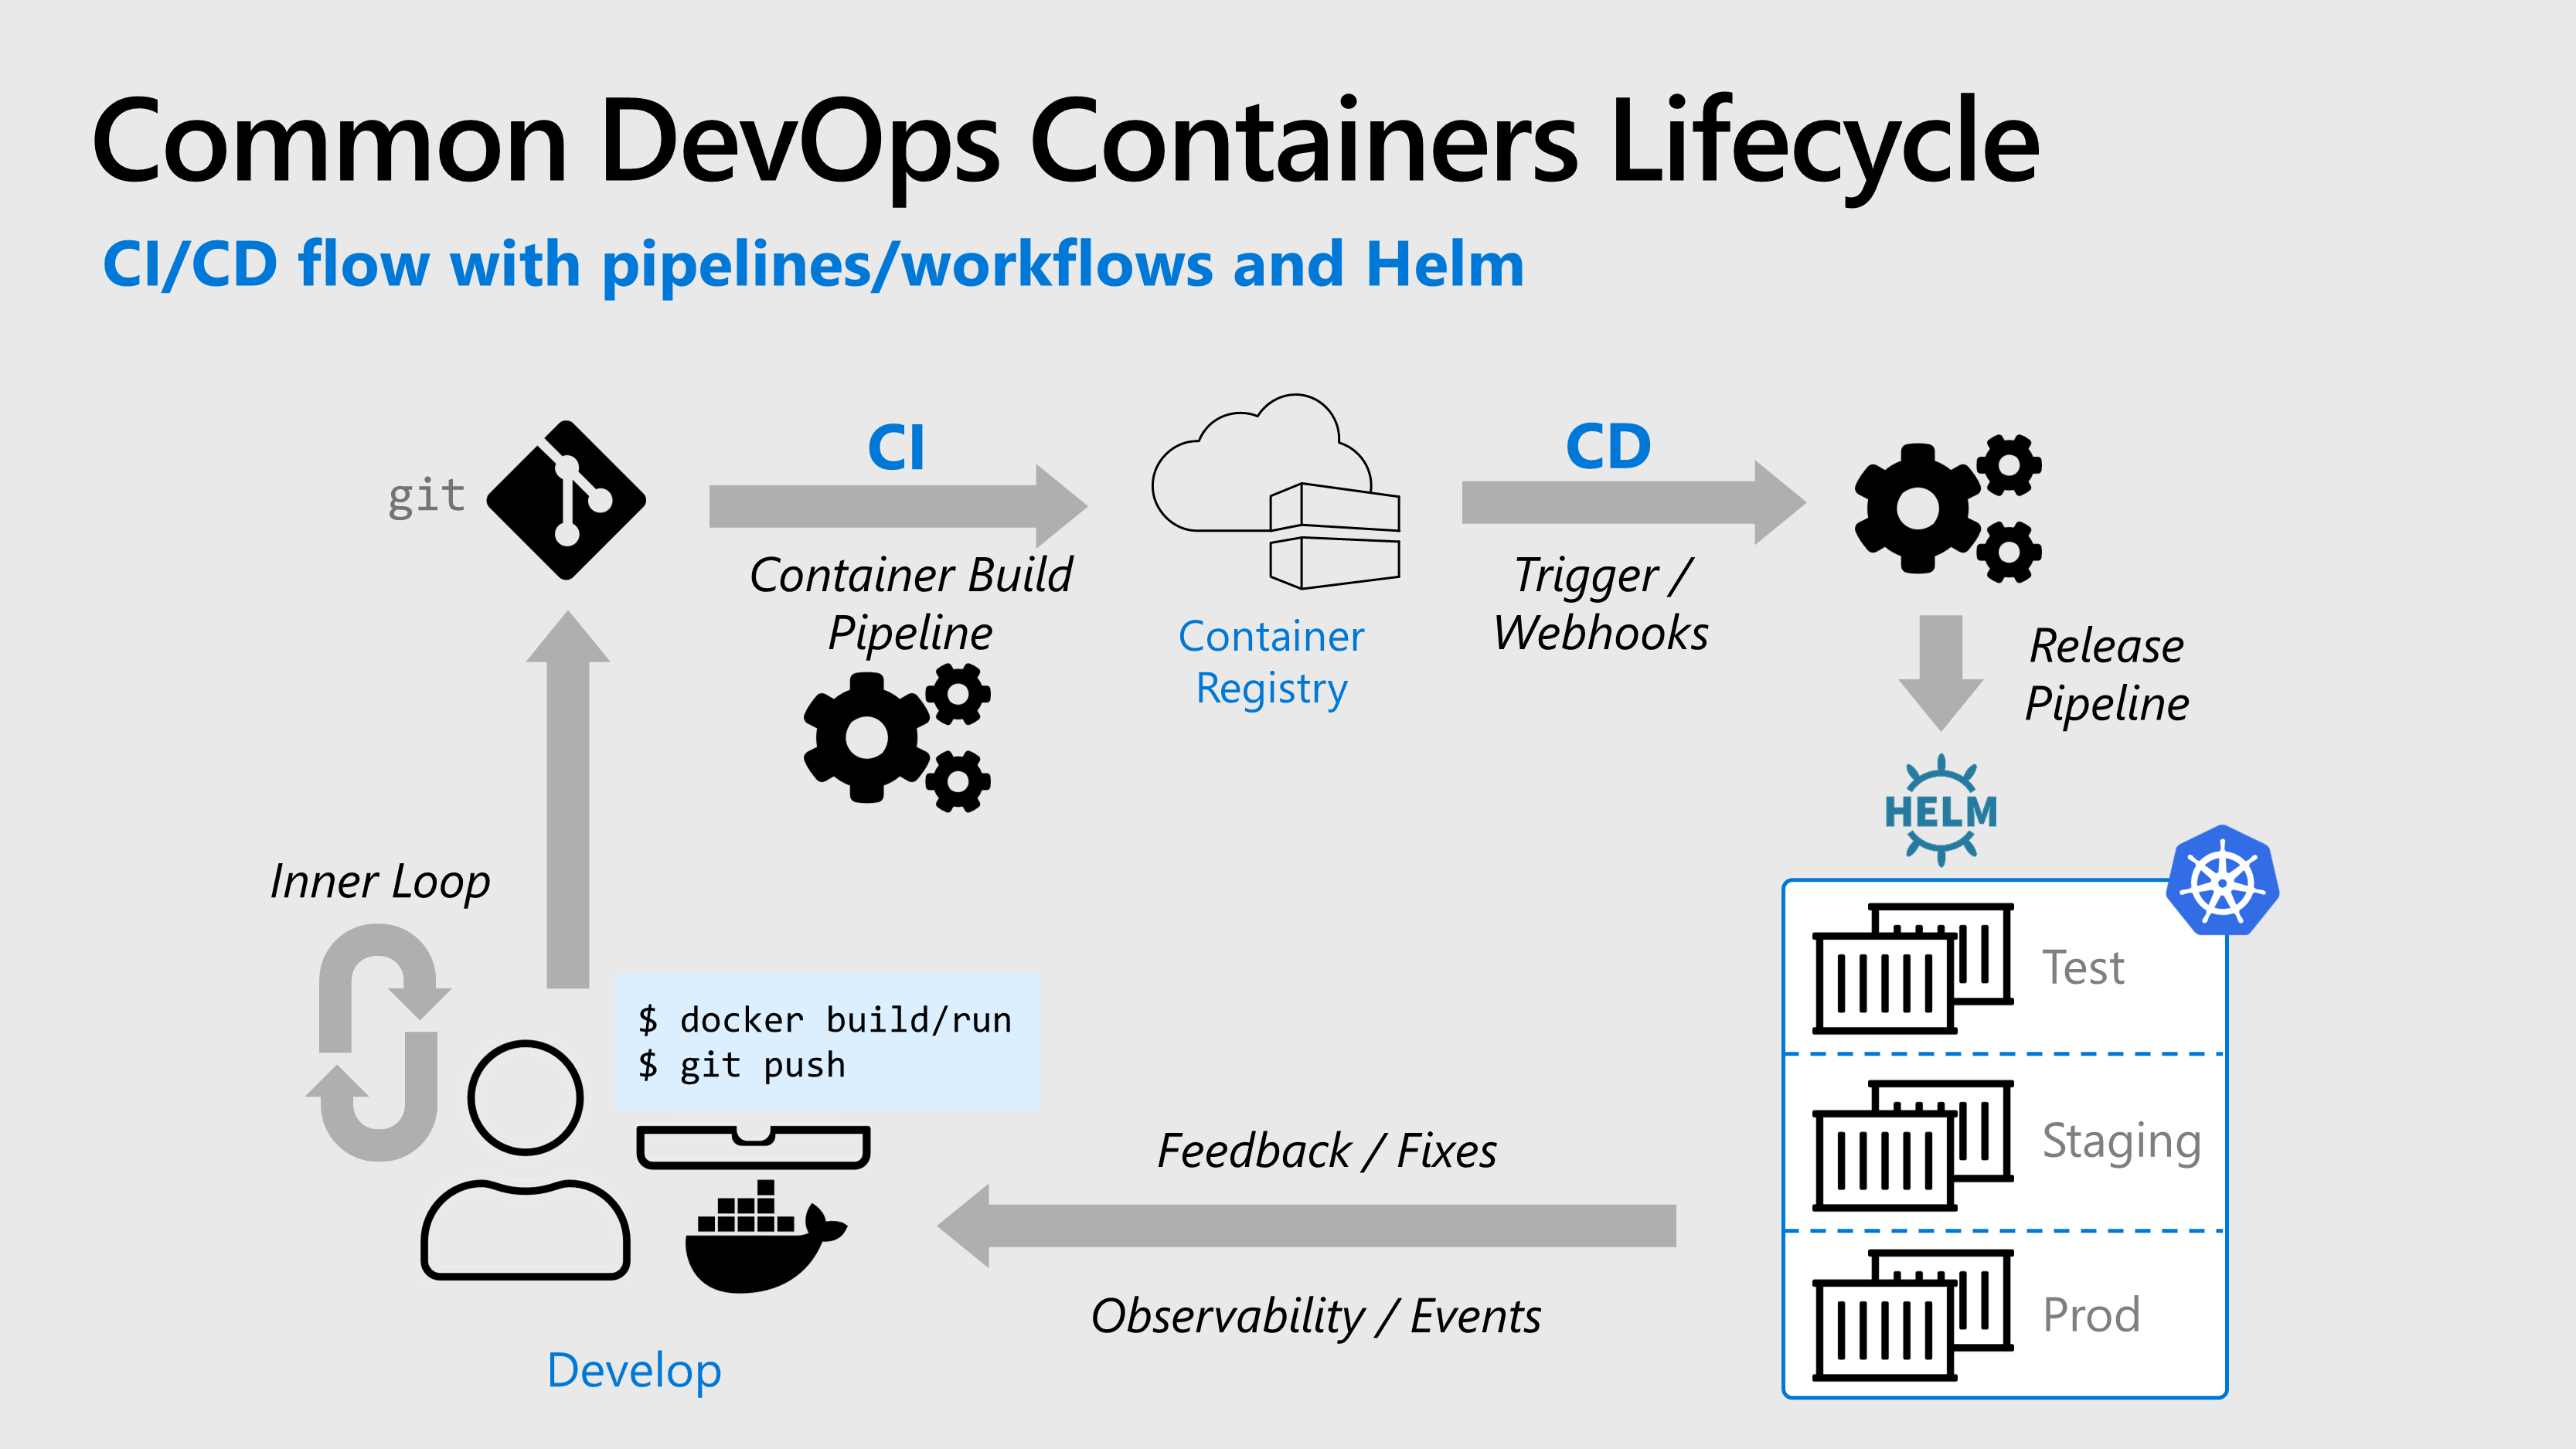 Common DevOps Containers Lifecycle
CI/CD flow with pipelines/workflows and Helm
git
CI
Container Build
Pipeline
Container
Registry
CD
Trigger /
Webhooks
Release
Pipeline
HELM
Test
Staging
Prod
Inner Loop
$ docker build/run
$ git push
Feedback / Fixes
Observability / Events
Develop